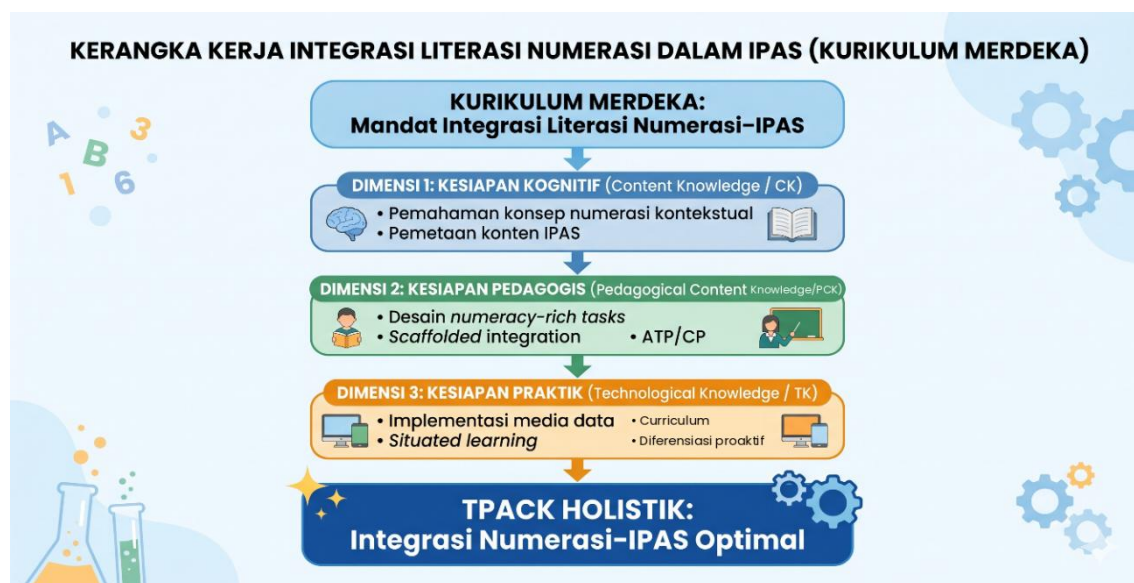 KERANGKA KERJA INTEGRASI LITERASI NUMERASI DALAM IPAS (KURIKULUM MERDEKA)
A
3
B
1
6
KURIKULUM MERDEKA:
Mandat Integrasi Literasi Numerasi-IPAS
DIMENSI 1: KESIAPAN KOGNITIF (Content Knowledge / CK)
• Pemahaman konsep numerasi kontekstual
• Pemetaan konten IPAS
DIMENSI 2: KESIAPAN PEDAGOGIS (Pedagogical Content Knowledge/PCK)
• Desain numeracy-rich tasks
• Scaffolded integration • ATP/CP
DIMENSI 3: KESIAPAN PRAKTIK (Technological Knowledge / TK)
• Implementasi media data • Curriculum
• Situated learning • Diferensiasi proaktif
TPACK HOLISTIK:
Integrasi Numerasi-IPAS Optimal